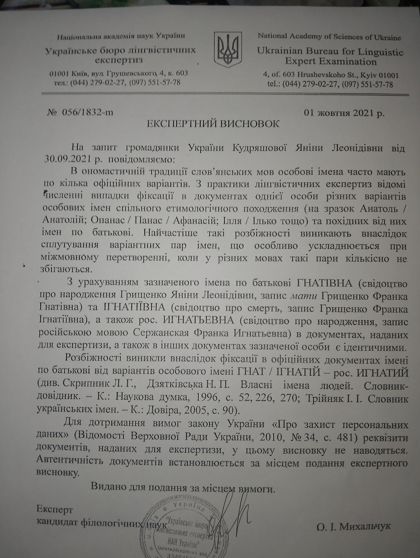 Національна академія наук України
Українське бюро лінгвістичних
експертиз
01001 Київ, вул. Грушевського 4, к. 603
тел.: (044) 279-02-27, (097) 551-57-78
National Academy of Sciences of Ukraine
Ukrainian Bureau for Linguistic
Expert Examination
4, of. 603 Hrushevskoho St., Kyiv 01001
tel.: (044) 279-02-27, (097) 551-57-78
№ 056/1832-m
01 жовтня 2021 р.
ЕКСПЕРТНИЙ ВИСНОВОК
На запит громадянки України Кудряшової Яніни Леонідівни від
30.09.2021 р. повідомляємо:
В ономастичній традиції слов'янських мов особові імена часто мають
по кілька офіційних варіантів. З практики лінгвістичних експертиз відомі
численні випадки фіксації в документах однієї особи різних варіантів
особових імен спільного етимологічного походження (на зразок Анатоль /
Анатолій; Опанас / Панас / Афанасій; Ілля / Ілько тощо) та похідних від них
імен по батькові. Найчастіше такі розбіжності виникають внаслідок
сплутування варіантних пар імен, що особливо ускладнюється при
міжмовному перетворенні, коли у різних мовах такі пари кількісно не
збігаються.
З урахуванням зазначеного імена по батькові ГНАТІВНА (свідоцтво
про народження Грищенко Яніни Леонідівни, запис мати Грищенко Франка
Гнатівна) та ІГНАТІЇВНА (свідоцтво про смерть, запис Грищенко Франка
Ігнатіївна), а також рос. ИГНАТЬЕВНА (свідоцтво про народження, запис
російською мовою Сержанская Франка Игнатьевна) в документах, наданих
для експертизи, а також в інших документах зазначеної особи є ідентичними.
Розбіжності виникли внаслідок фіксації в офіційних документах імені
по батькові від варіантів особового імені ГНАТ / ІГНАТІЙ – рос. ИГНАТИЙ
(див. Скрипник Л. Г., Дзятківська Н. П. Власні імена людей. Словник-
довідник. – К.: Наукова думка, 1996, с. 52, 226, 270; Трійняк І. І. Словник
українських імен. – К.: Довіра, 2005, с. 90).
Для дотримання вимог закону України «Про захист персональних
даних» (Відомості Верховної Ради України, 2010, № 34, с. 481) реквізити
документів, наданих для експертизи, у цьому висновку не наводяться.
Автентичність документів встановлюється за місцем подання експертного
висновку.
Видано для подання за місцем вимоги.
Експерт
кандидат філологічних наук
О. І. Михальчук